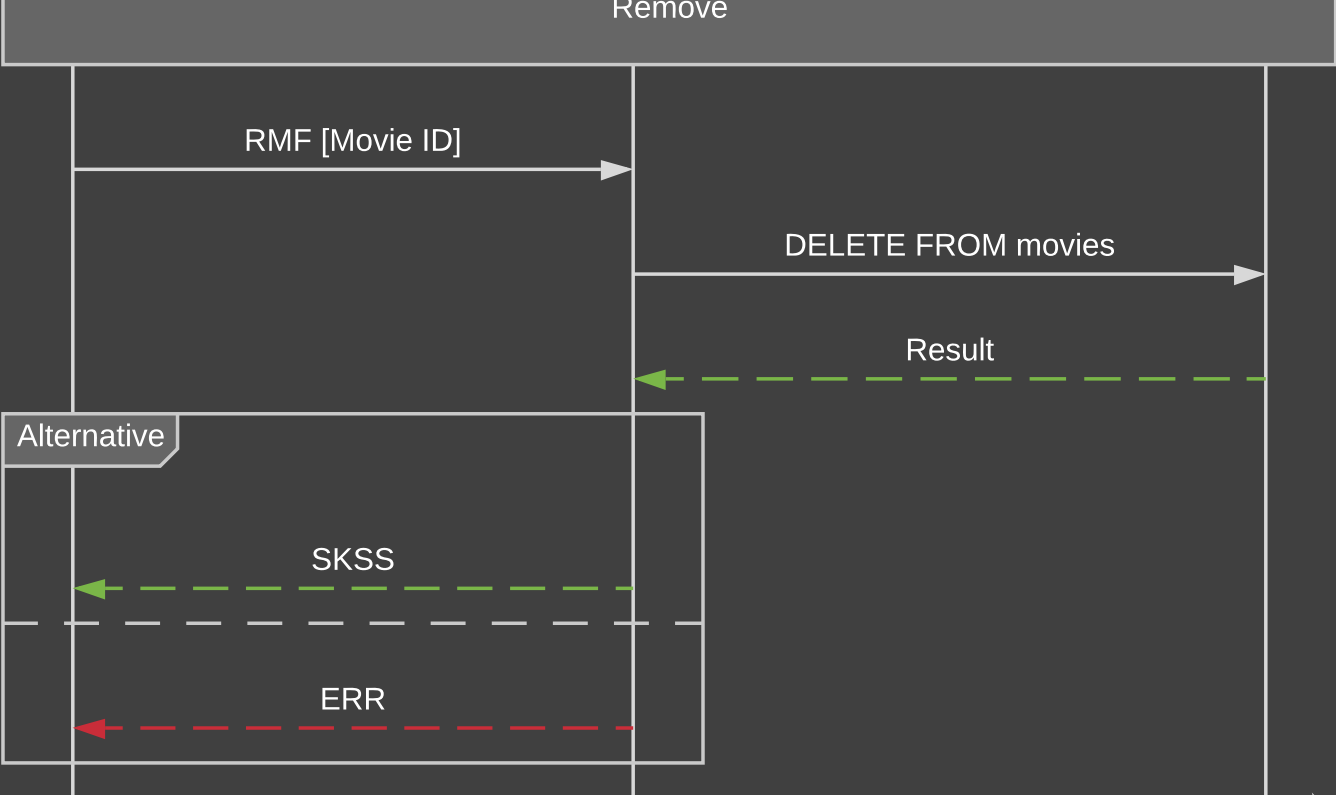 Remove
RMF [Movie ID]
DELETE FROM movies
Result
Alternative
SKSS
ERR